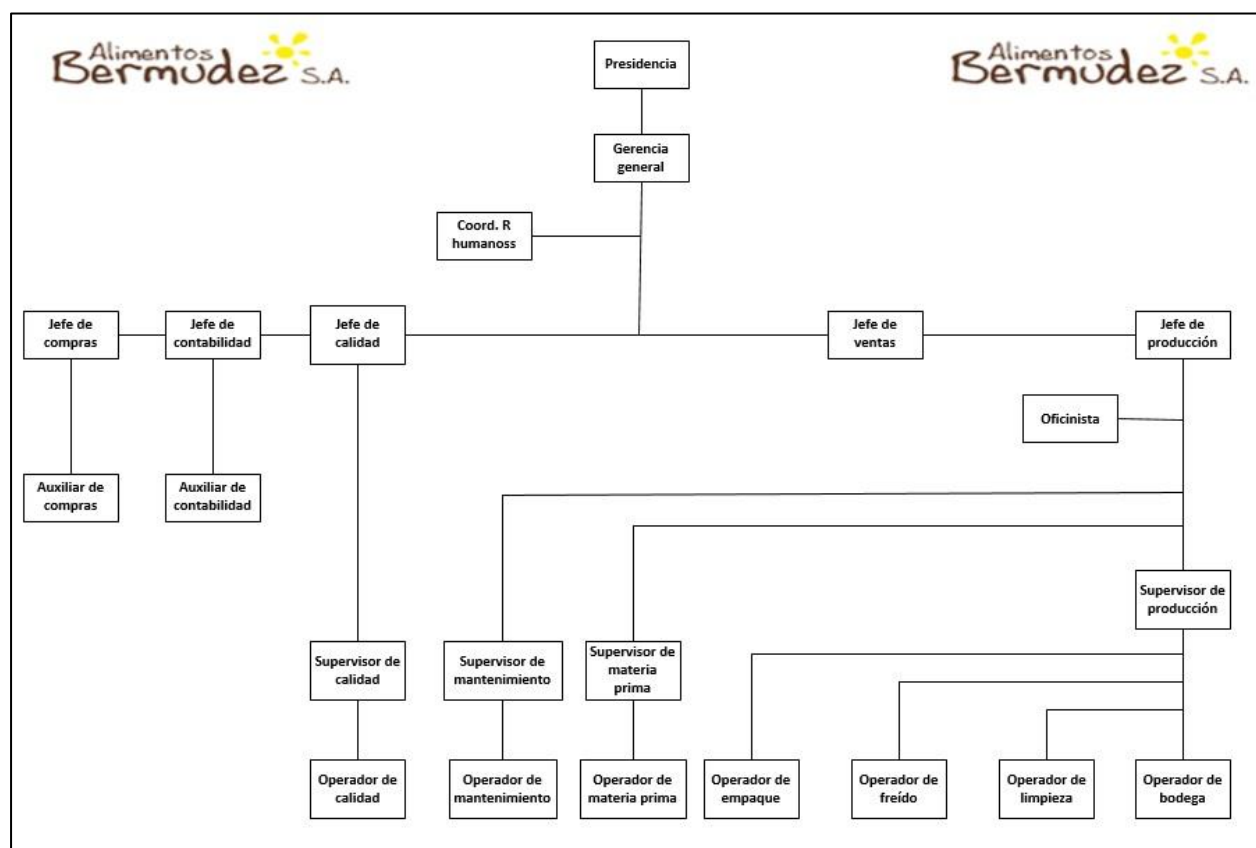 Alimentos
Bermudez S.A.
Alimentos
Bermudez S.A.
Presidencia
Gerencia
general
Coord. R
humanoss
Jefe de
compras
Jefe de
contabilidad
Jefe de
calidad
Jefe de
ventas
Jefe de
producción
Oficinista
Auxiliar de
compras
Auxiliar de
contabilidad
Supervisor de
producción
Supervisor de
calidad
Supervisor de
mantenimiento
Supervisor de
materia
prima
Operador de
calidad
Operador de
mantenimiento
Operador de
materia prima
Operador de
empaque
Operador de
freído
Operador de
limpieza
Operador de
bodega